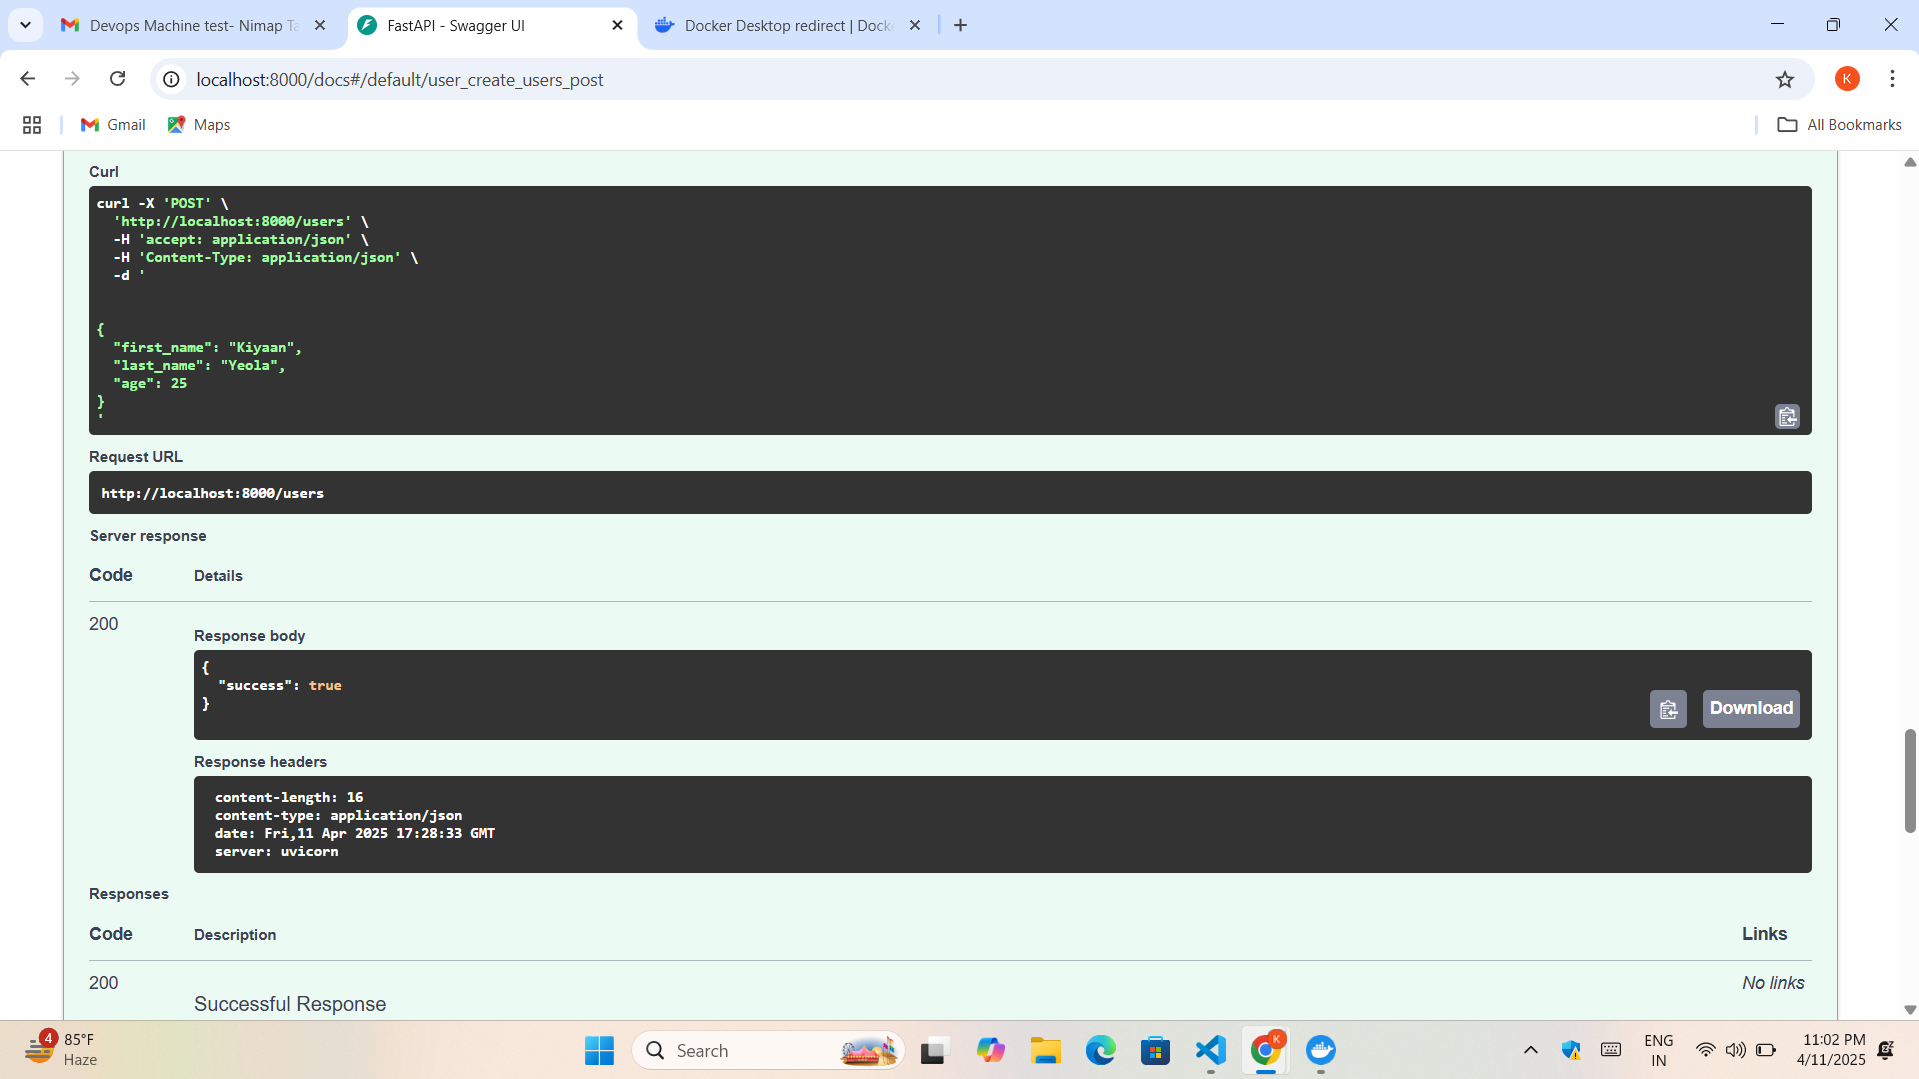 Devops Machine test- Nimap Ta
FastAPI - Swagger UI
Docker Desktop redirect | Docke
localhost:8000/docs#/default/user_create_users_post
K
Gmail
Maps
All Bookmarks
Curl
curl -X 'POST' \
'http://localhost:8000/users' \
-H 'accept: application/json' \
-H 'Content-Type: application/json' \
-d '
{
"first_name": "Kiyaan",
"last_name": "Yeola",
"age": 25
}
'
Request URL
http://localhost:8000/users
Server response
Code Details
200
Response body
{
"success": true
}
Download
Response headers
content-length: 16
content-type: application/json
date: Fri,11 Apr 2025 17:28:33 GMT
server: uvicorn
Responses
Code Description Links
200 No links
Successful Response
4
85°F
Haze
Search
K
ENG
IN
11:02 PM
4/11/2025